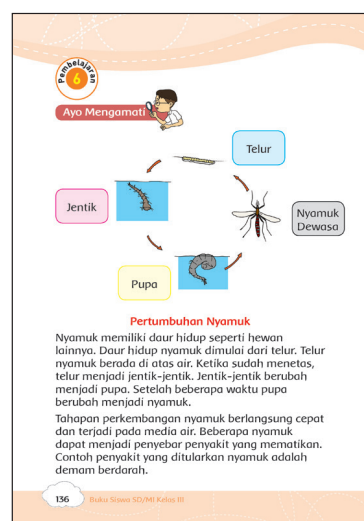 Pembelajaran
6
Ayo Mengamati
Telur
Jentik
Nyamuk
Dewasa
Pupa
Pertumbuhan Nyamuk
Nyamuk memiliki daur hidup seperti hewan
lainnya. Daur hidup nyamuk dimulai dari telur. Telur
nyamuk berada di atas air. Ketika sudah menetas,
telur menjadi jentik-jentik. Jentik-jentik berubah
menjadi pupa. Setelah beberapa waktu pupa
berubah menjadi nyamuk.
Tahapan perkembangan nyamuk berlangsung cepat
dan terjadi pada media air. Beberapa nyamuk
dapat menjadi penyebar penyakit yang mematikan.
Contoh penyakit yang ditularkan nyamuk adalah
demam berdarah.
136 Buku Siswa SD/MI Kelas III